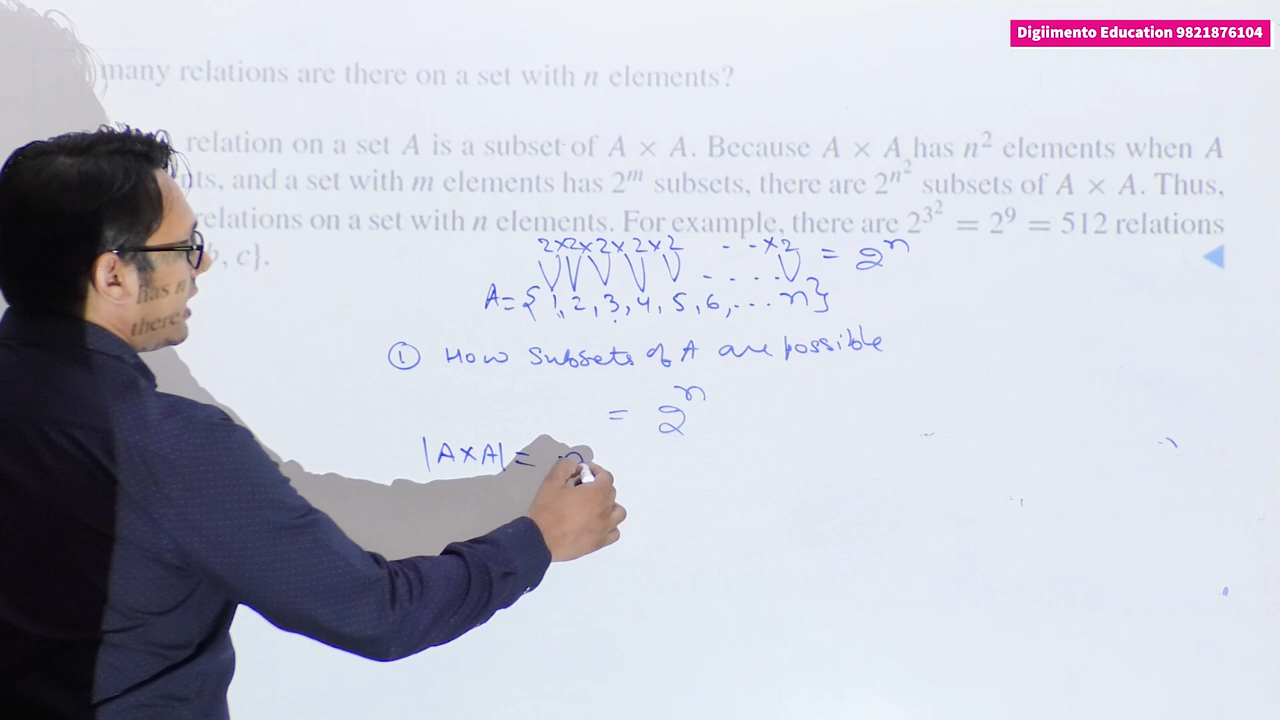 Digiimento Education 9821876104
many relations are there on a set with n elements?
relation on a set A is a subset of A × A. Because A × A has n² elements when A
nts, and a set with m elements has 2^m subsets, there are 2^n² subsets of A × A. Thus,
relations on a set with n elements. For example, there are 2^3² = 2^9 = 512 relations
, c}.
has n
there
2×2×2×2×2 - - ×2 = 2^n
A = { 1, 2, 3, 4, 5, 6, ... n}
① How Subsets of A are possible
= 2^n
|A×A| = n